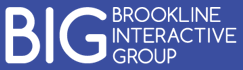 BIG BROOKLINE
INTERACTIVE
GROUP